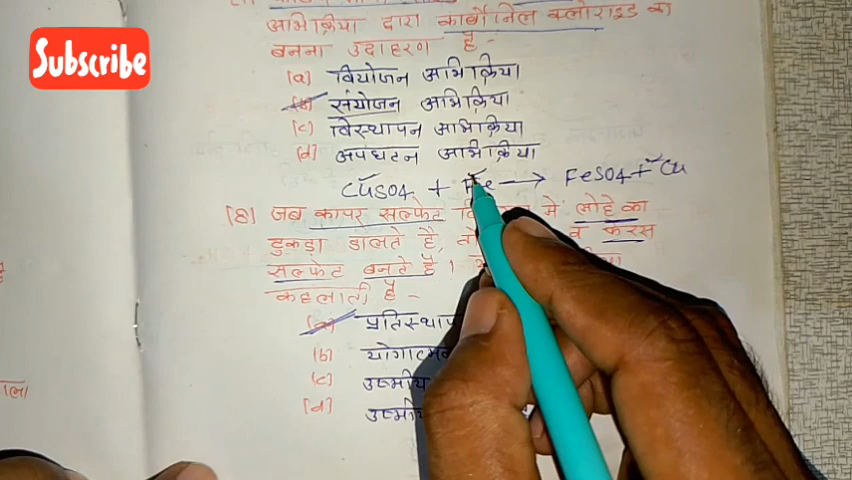 Subscribe
अभिक्रिया द्वारा कार्बोनिल क्लोराइड का
बनना उदाहरण है -
(a) वियोजन अभिक्रिया
(b) संयोजन अभिक्रिया
(c) विस्थापन अभिक्रिया
(d) अपघटन अभिक्रिया
CuSO4 + Fe → FeSO4 + Cu
(8) जब कापर सल्फेट में लोहे का
टुकड़ा डालते है, तो व फेरस
सल्फेट बनते है।
कहलाती है -
(a)
(b)
(c) उष्मीय
(d) उष्मीय